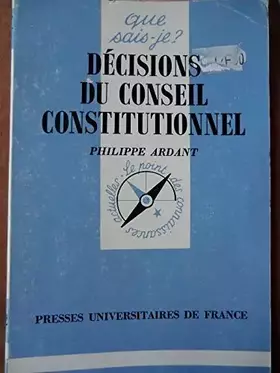 que
sais-je?
DÉCISIONS
DU CONSEIL
CONSTITUTIONNEL
PHILIPPE ARDANT
le point des connaissances actuelles
PRESSES UNIVERSITAIRES DE FRANCE